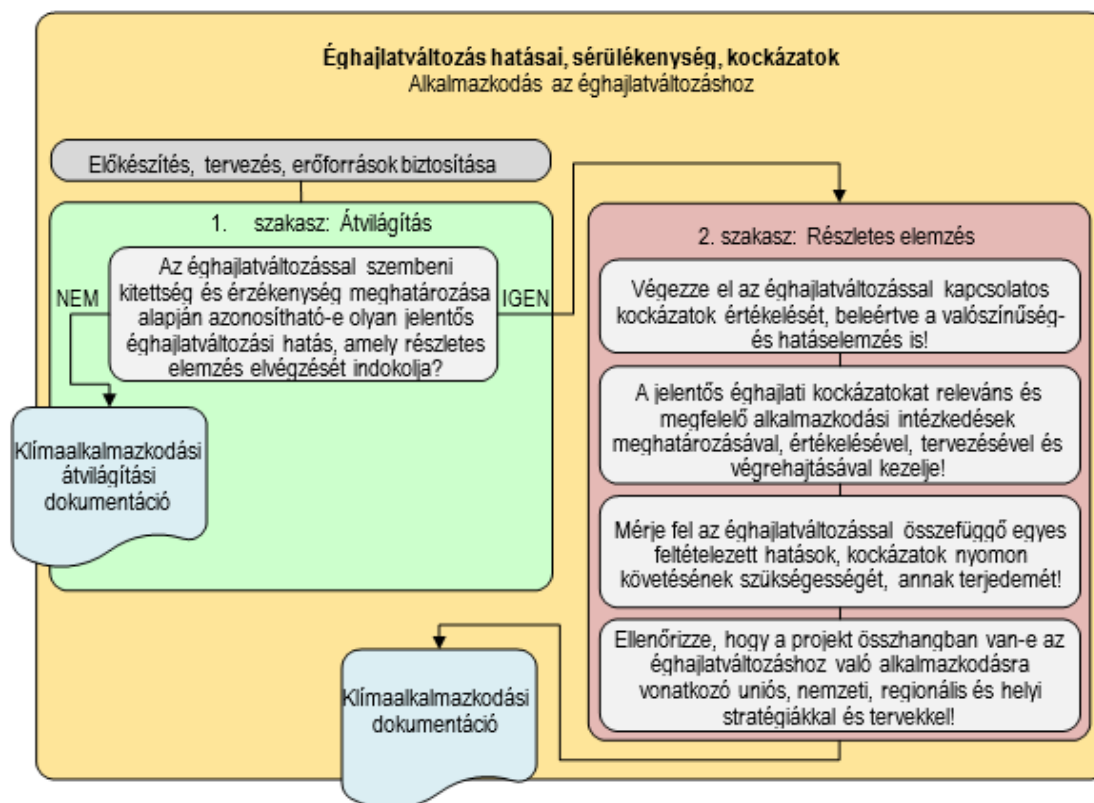 Éghajlatváltozás hatásai, sérülékenység, kockázatok
Alkalmazkodás az éghajlatváltozáshoz
Előkészítés, tervezés, erőforrások biztosítása
1. szakasz: Átvilágítás
NEM
Az éghajlatváltozással szembeni
kitettség és érzékenység meghatározása
alapján azonosítható-e olyan jelentős
éghajlatváltozási hatás, amely részletes
elemzés elvégzését indokolja?
IGEN
Klímaalkalmazkodási
átvilágítási
dokumentáció
2. szakasz: Részletes elemzés
Végezze el az éghajlatváltozással kapcsolatos
kockázatok értékelését, beleértve a valószínűség-
és hatáselemzés is!
A jelentős éghajlati kockázatokat releváns és
megfelelő alkalmazkodási intézkedések
meghatározásával, értékelésével, tervezésével és
végrehajtásával kezelje!
Mérje fel az éghajlatváltozással összefüggő egyes
feltételezett hatások, kockázatok nyomon
követésének szükségességét, annak terjedemét!
Ellenőrizze, hogy a projekt összhangban van-e az
éghajlatváltozáshoz való alkalmazkodásra
vonatkozó uniós, nemzeti, regionális és helyi
stratégiákkal és tervekkel!
Klímaalkalmazkodási
dokumentáció